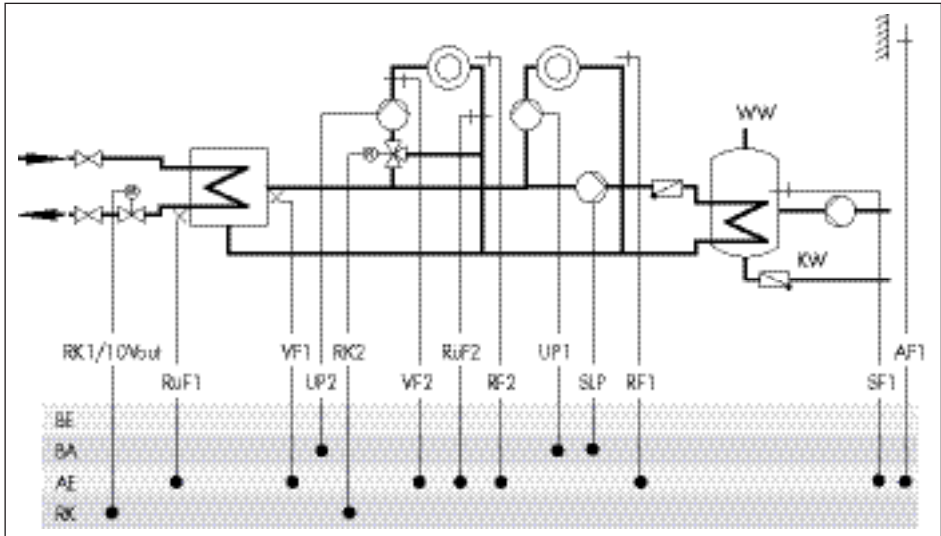 WW
KW
RK1/10Vout VF1 RK2 RüF2 UP1 AF1
RüF1 UP2 VF2 RF2 SLP RF1 SF1
BE
BA
AE
RK